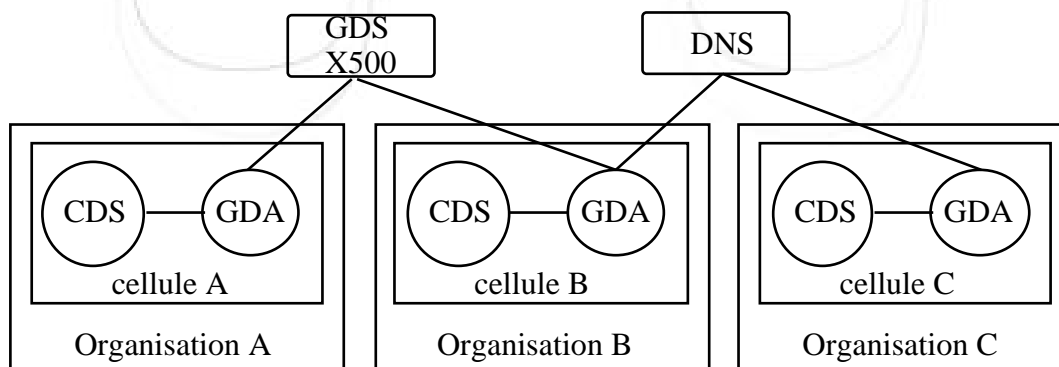 GDS
X500
DNS
CDS
GDA
cellule A
Organisation A
CDS
GDA
cellule B
Organisation B
CDS
GDA
cellule C
Organisation C